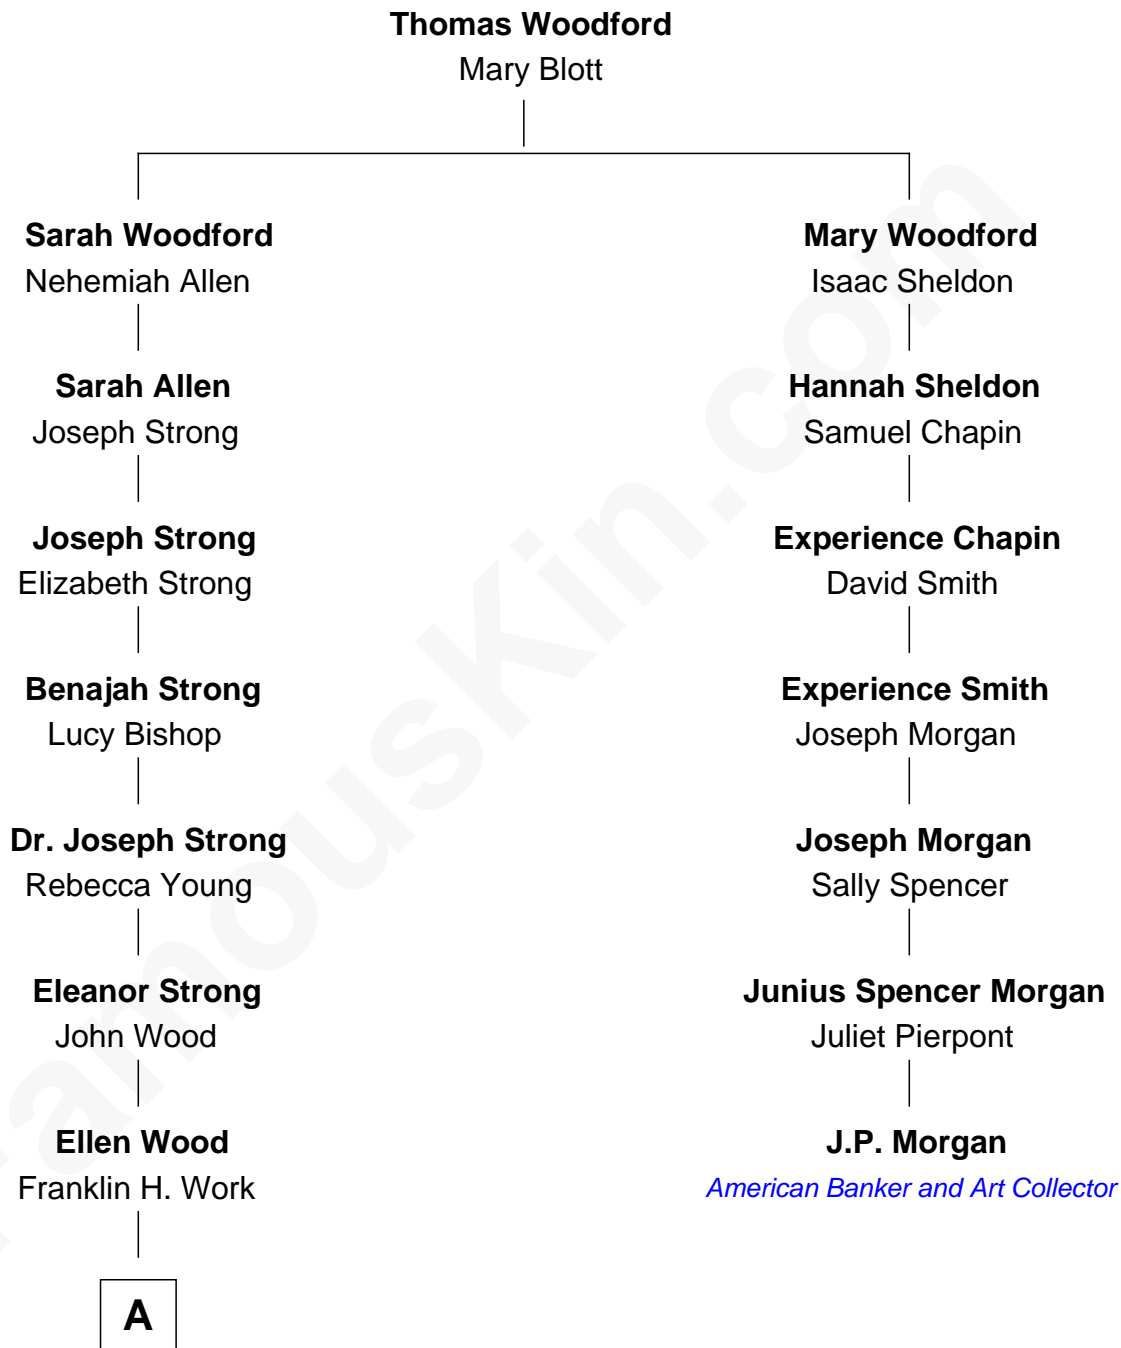 Thomas Woodford
Mary Blott
Sarah Woodford
Nehemiah Allen
Mary Woodford
Isaac Sheldon
Sarah Allen
Joseph Strong
Hannah Sheldon
Samuel Chapin
Joseph Strong
Elizabeth Strong
Experience Chapin
David Smith
Benajah Strong
Lucy Bishop
Experience Smith
Joseph Morgan
Dr. Joseph Strong
Rebecca Young
Joseph Morgan
Sally Spencer
Eleanor Strong
John Wood
Junius Spencer Morgan
Juliet Pierpont
Ellen Wood
Franklin H. Work
J.P. Morgan
American Banker and Art Collector
A
FamousKin.com